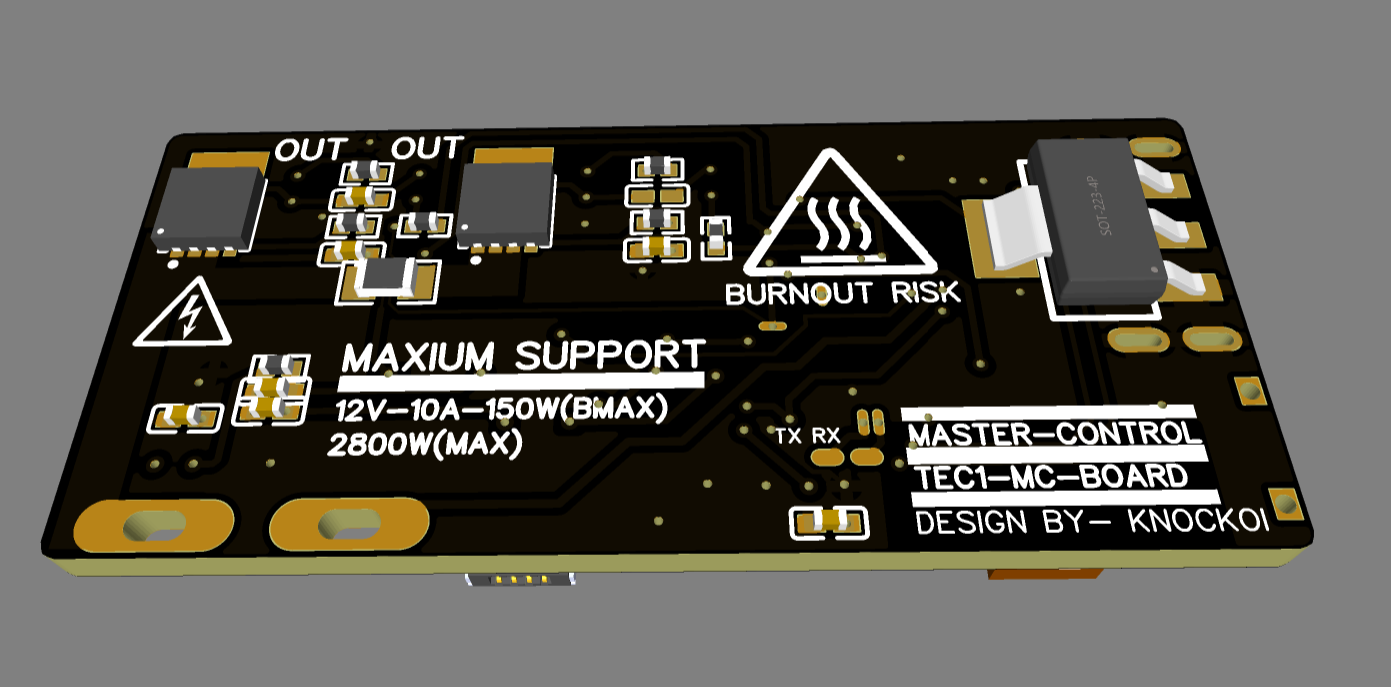 OUT OUT
SOT-223-4P
BURNOUT RISK
MAXIUM SUPPORT
12V-10A-150W(BMAX)
2800W(MAX)
TX RX
MASTER-CONTROL
TEC1-MC-BOARD
DESIGN BY- KNOCKOI